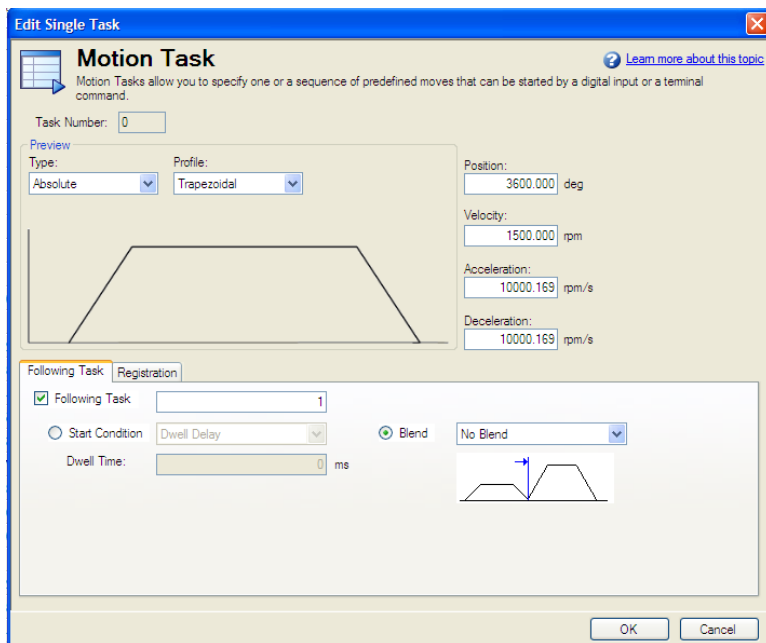 Edit Single Task
Motion Task
Learn more about this topic
Motion Tasks allow you to specify one or a sequence of predefined moves that can be started by a digital input or a teminal
command.
Task Number: 0
Preview
Type:
Profile:
Absolute
Trapezoidal
Position:
3600.000 deg
Velocity:
1500.000 rpm
Acceleration:
10000.169 rpm/s
Deceleration:
10000.169 rpm/s
Following Task
Registration
Following Task 1
Start Condition Dwell Delay
Blend No Blend
Dwell Time: 0 ms
OK
Cancel